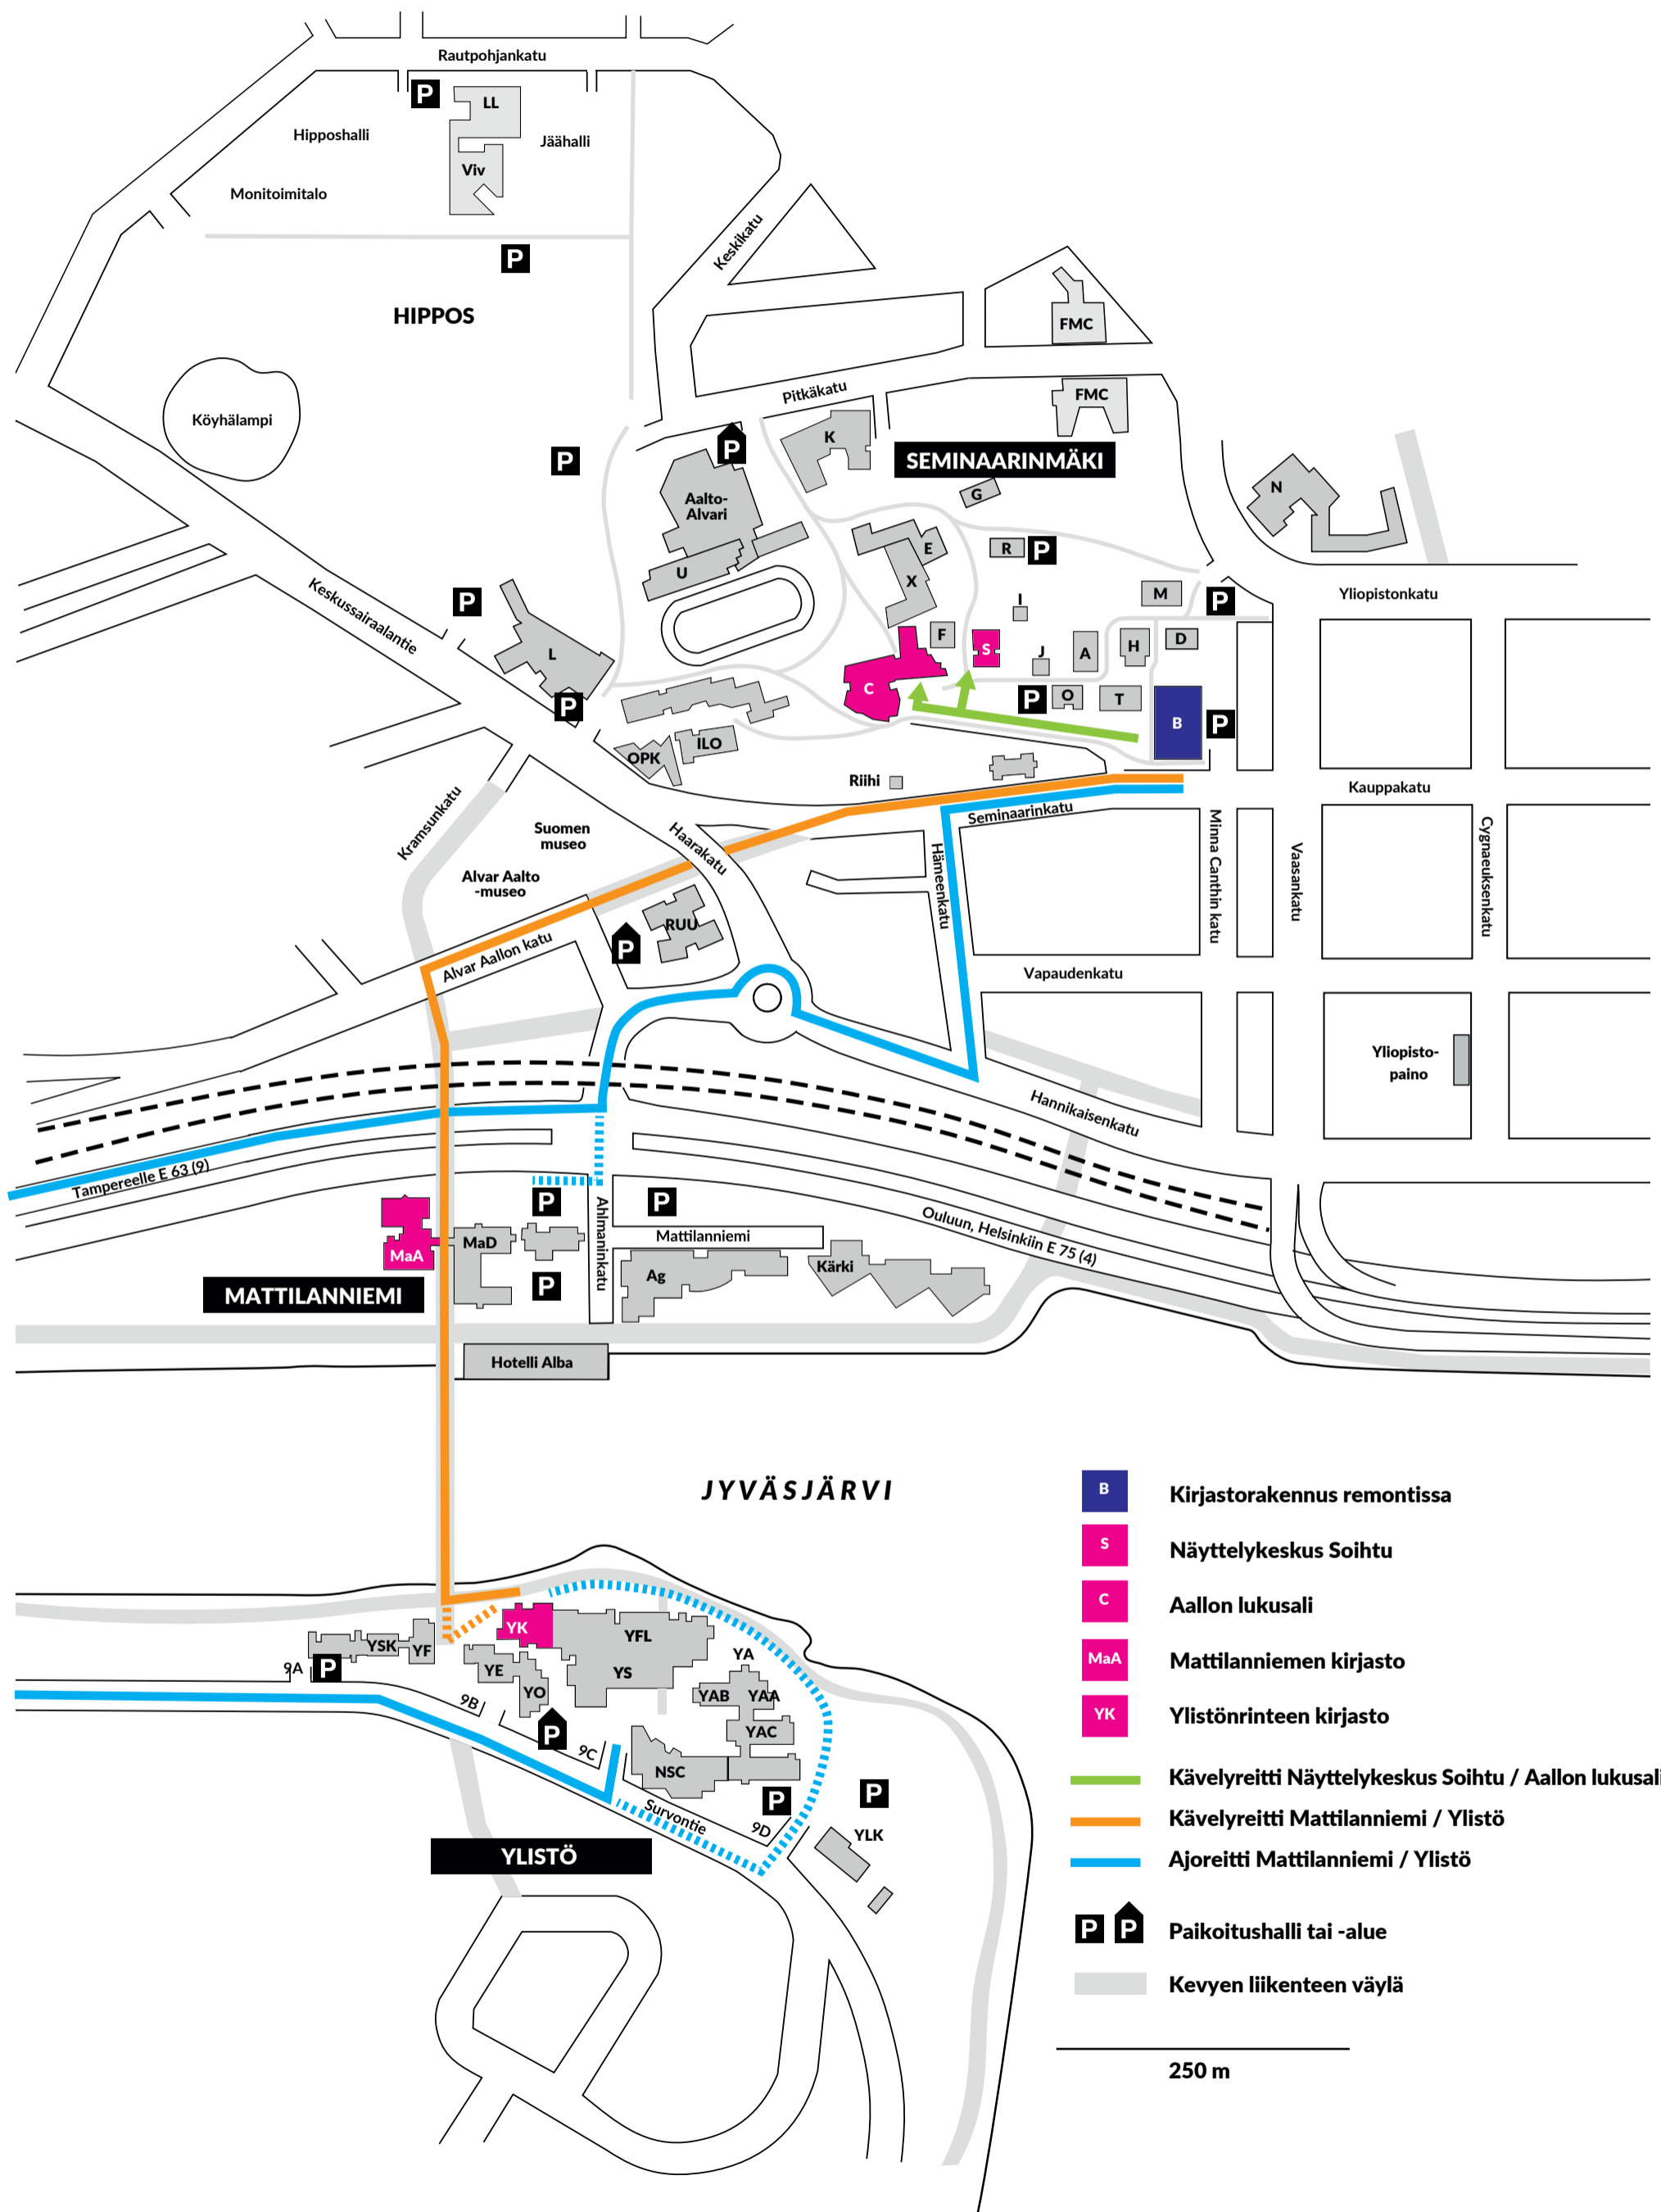 Rautpohjankatu
P
LL
Hipposhalli
Jäähalli
Viv
Monitoimitalo
Keskikatu
P
HIPPOS
FMC
Pitkäkatu
FMC
Köyhälampi
P
P
K
SEMINAARINMÄKI
N
G
Aalto-
Alvari
E
R
P
U
X
M
P
Yliopistonkatu
Keskussairaalantie
P
I
F
S
D
H
J
A
L
C
P
O
T
P
B
P
ILO
OPK
Riihi
Kauppakatu
Seminaarinkatu
Kramsunkatu
Suomen
museo
Haarakatu
Alvar Aalto
-museo
Hämeenkatu
Minna Canthin katu
Vaasankatu
Cygnaeuksenkatu
RUU
P
Alvar Aallon katu
Vapaudenkatu
Yliopisto-
paino
Hannikaisenkatu
Tampereelle E 63 (9)
P
P
Ahlmaninkatu
Mattilanniemi
Ouluun, Helsinkiin E 75 (4)
MaA
MaD
Ag
Kärki
P
MATTILANNIEMI
Hotelli Alba
JYVÄSJÄRVI
B
Kirjastorakennus remontissa
S
Näyttelykeskus Soihtu
C
Aallon lukusali
MaA
Mattilanniemen kirjasto
YK
Ylistönrinteen kirjasto
Kävelyreitti Näyttelykeskus Soihtu / Aallon lukusali
Kävelyreitti Mattilanniemi / Ylistö
Ajoreitti Mattilanniemi / Ylistö
P P
Paikoitushalli tai -alue
Kevyen liikenteen väylä
250 m
YK
YFL
YSK
YF
YA
9A
P
YE
YS
YO
YAB
YAA
9B
P
YAC
9C
NSC
P
P
Survontie
9D
YLK
YLISTÖ